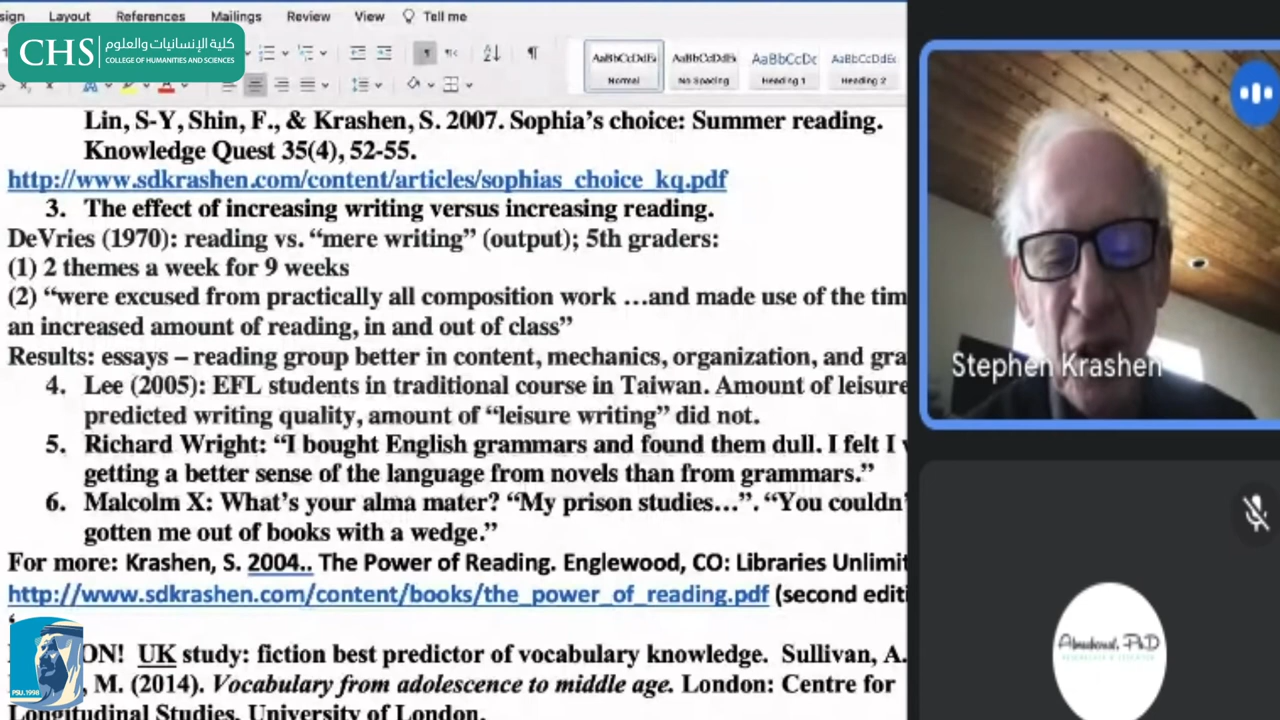 sign Layout References Mailings Review View Tell me
CHS
كلية الإنسانيات والعلوم
COLLEGE OF HUMANITIES AND SCIENCES
AaBbCcDdEe AaBbCcDdEe AaBbCcDc AaBbCcDdEe
Normal No Spacing Heading 1 Heading 2
Lin, S-Y, Shin, F., & Krashen, S. 2007. Sophia’s choice: Summer reading.
Knowledge Quest 35(4), 52-55.
http://www.sdkrashen.com/content/articles/sophias_choice_kq.pdf
3. The effect of increasing writing versus increasing reading.
DeVries (1970): reading vs. “mere writing” (output); 5th graders:
(1) 2 themes a week for 9 weeks
(2) “were excused from practically all composition work …and made use of the tim
an increased amount of reading, in and out of class”
Results: essays – reading group better in content, mechanics, organization, and gra
4. Lee (2005): EFL students in traditional course in Taiwan. Amount of leisure
predicted writing quality, amount of “leisure writing” did not.
5. Richard Wright: “I bought English grammars and found them dull. I felt I
getting a better sense of the language from novels than from grammars.”
6. Malcolm X: What’s your alma mater? “My prison studies…”. “You couldn’
gotten me out of books with a wedge.”
For more: Krashen, S. 2004.. The Power of Reading. Englewood, CO: Libraries Unlimit
http://www.sdkrashen.com/content/books/the_power_of_reading.pdf (second editi
ON! UK study: fiction best predictor of vocabulary knowledge. Sullivan, A.
M. (2014). Vocabulary from adolescence to middle age. London: Centre for
Longitudinal Studies, University of London.
PSU.1998
Stephen Krashen